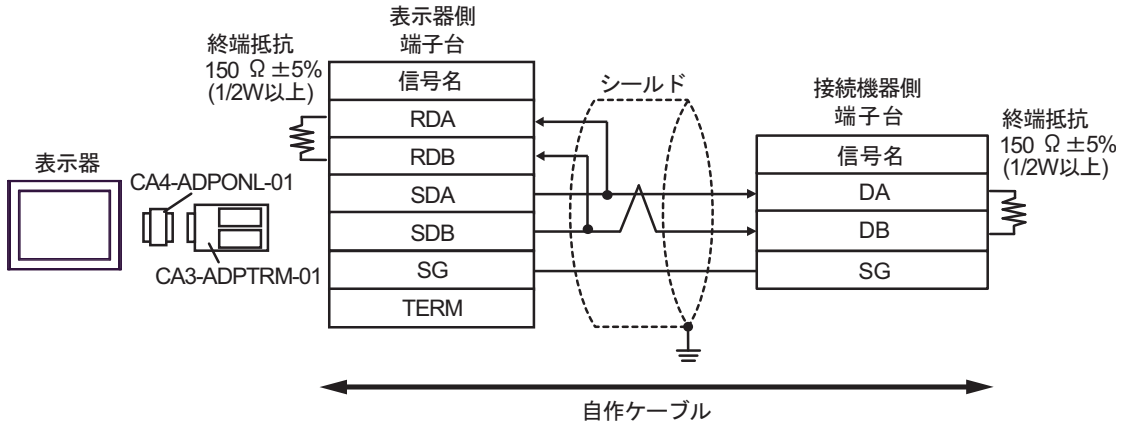 表示器側
端子台
終端抵抗
150 Ω ±5%
(1/2W以上)
信号名
RDA
RDB
SDA
SDB
SG
TERM
シールド
接続機器側
端子台
信号名
DA
DB
SG
終端抵抗
150 Ω ±5%
(1/2W以上)
表示器
CA4-ADPONL-01
CA3-ADPTRM-01
自作ケーブル